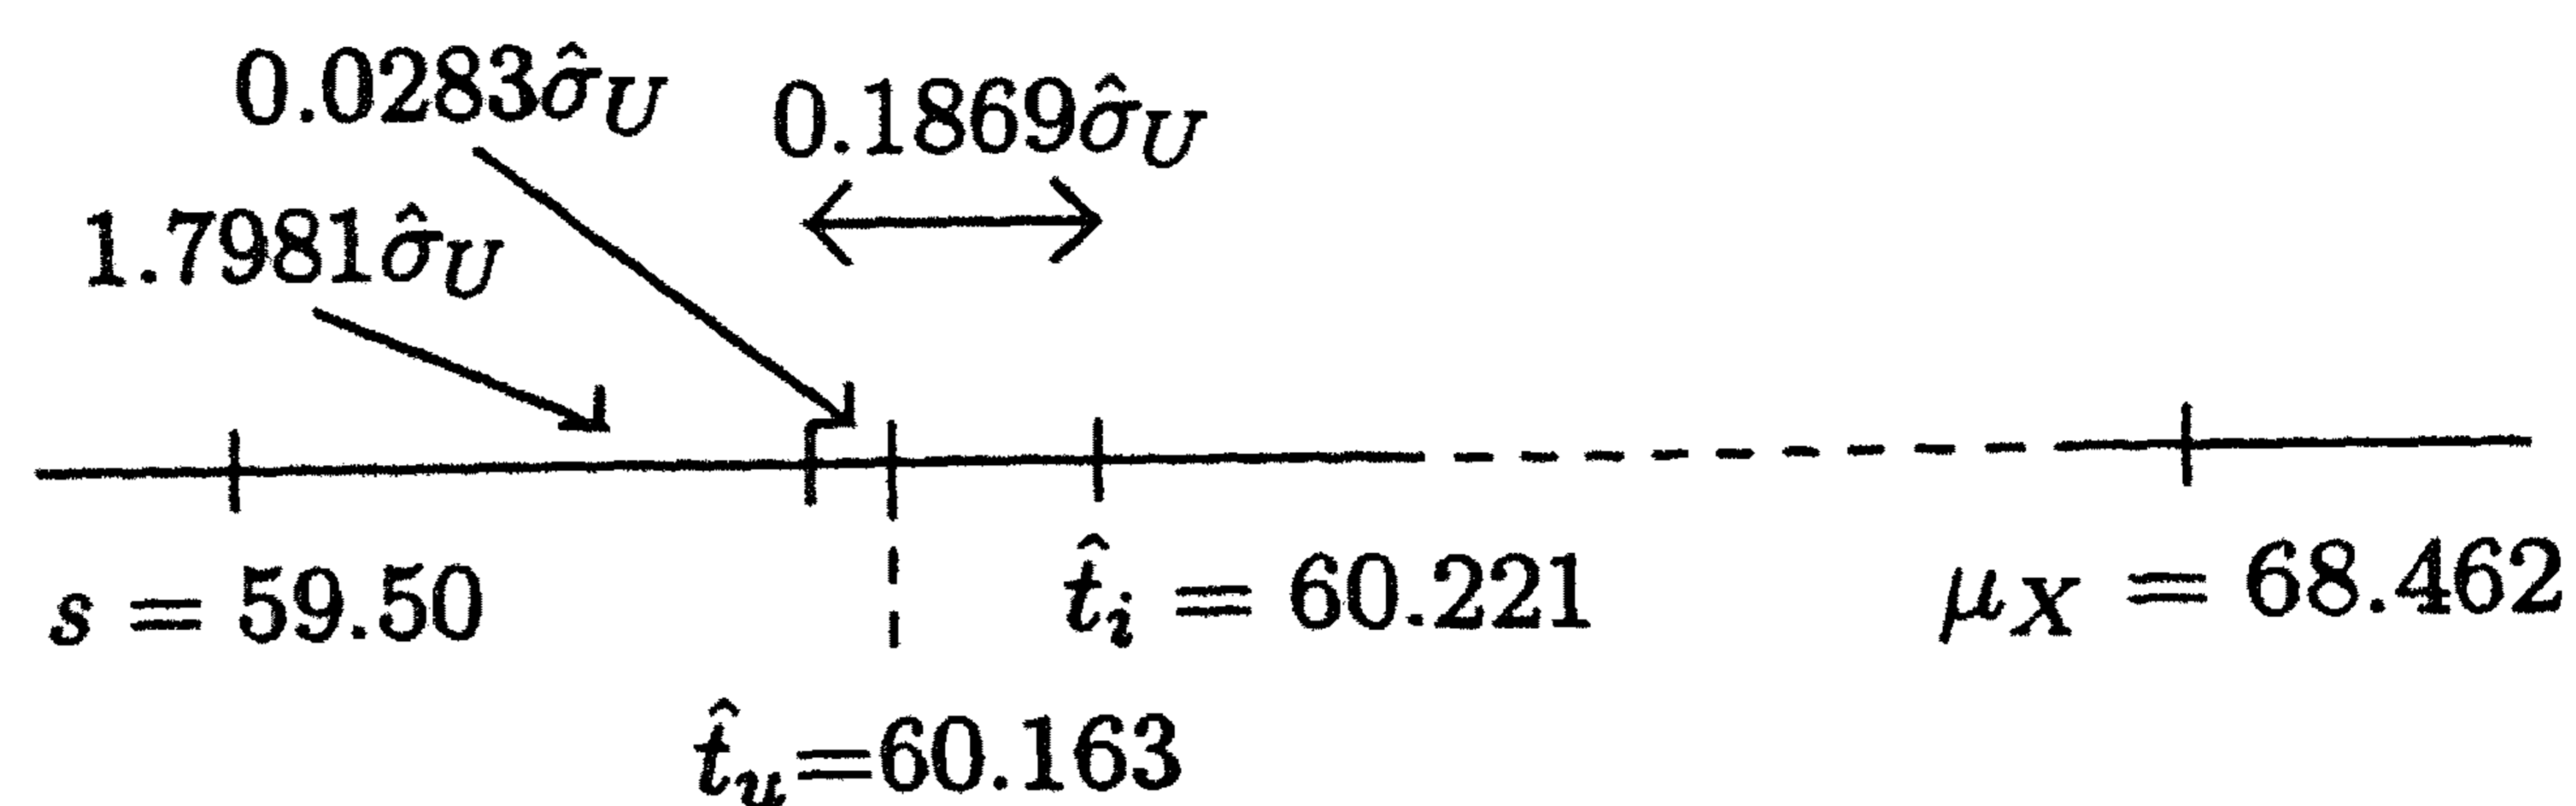 0.0283σ̂_U
0.1869σ̂_U
1.7981σ̂_U
s = 59.50
t̂_i = 60.221
μ_X = 68.462
t̂_u=60.163